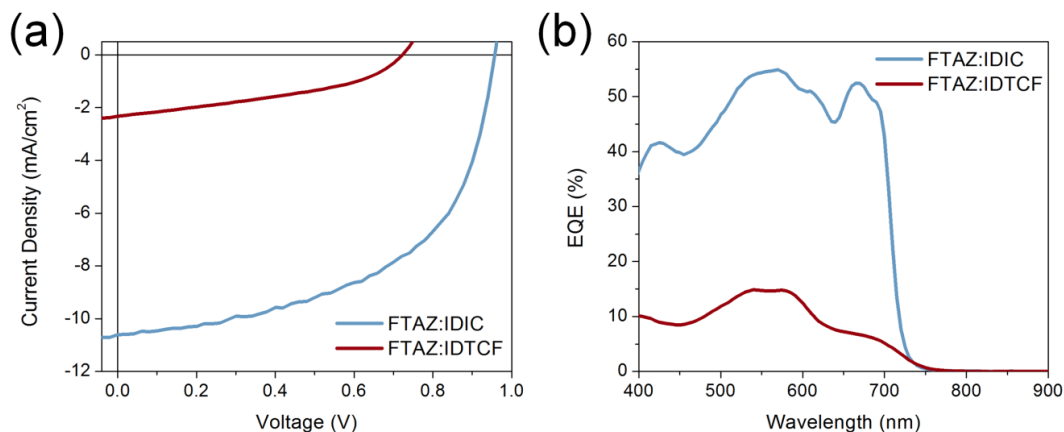 (a)
Current Density (mA/cm²)
0
-2
-4
-6
-8
-10
-12
FTAZ:IDIC
FTAZ:IDTCF
0.0 0.2 0.4 0.6 0.8 1.0
Voltage (V)
(b)
EQE (%)
60
50
40
30
20
10
0
FTAZ:IDIC
FTAZ:IDTCF
400 500 600 700 800 900
Wavelength (nm)